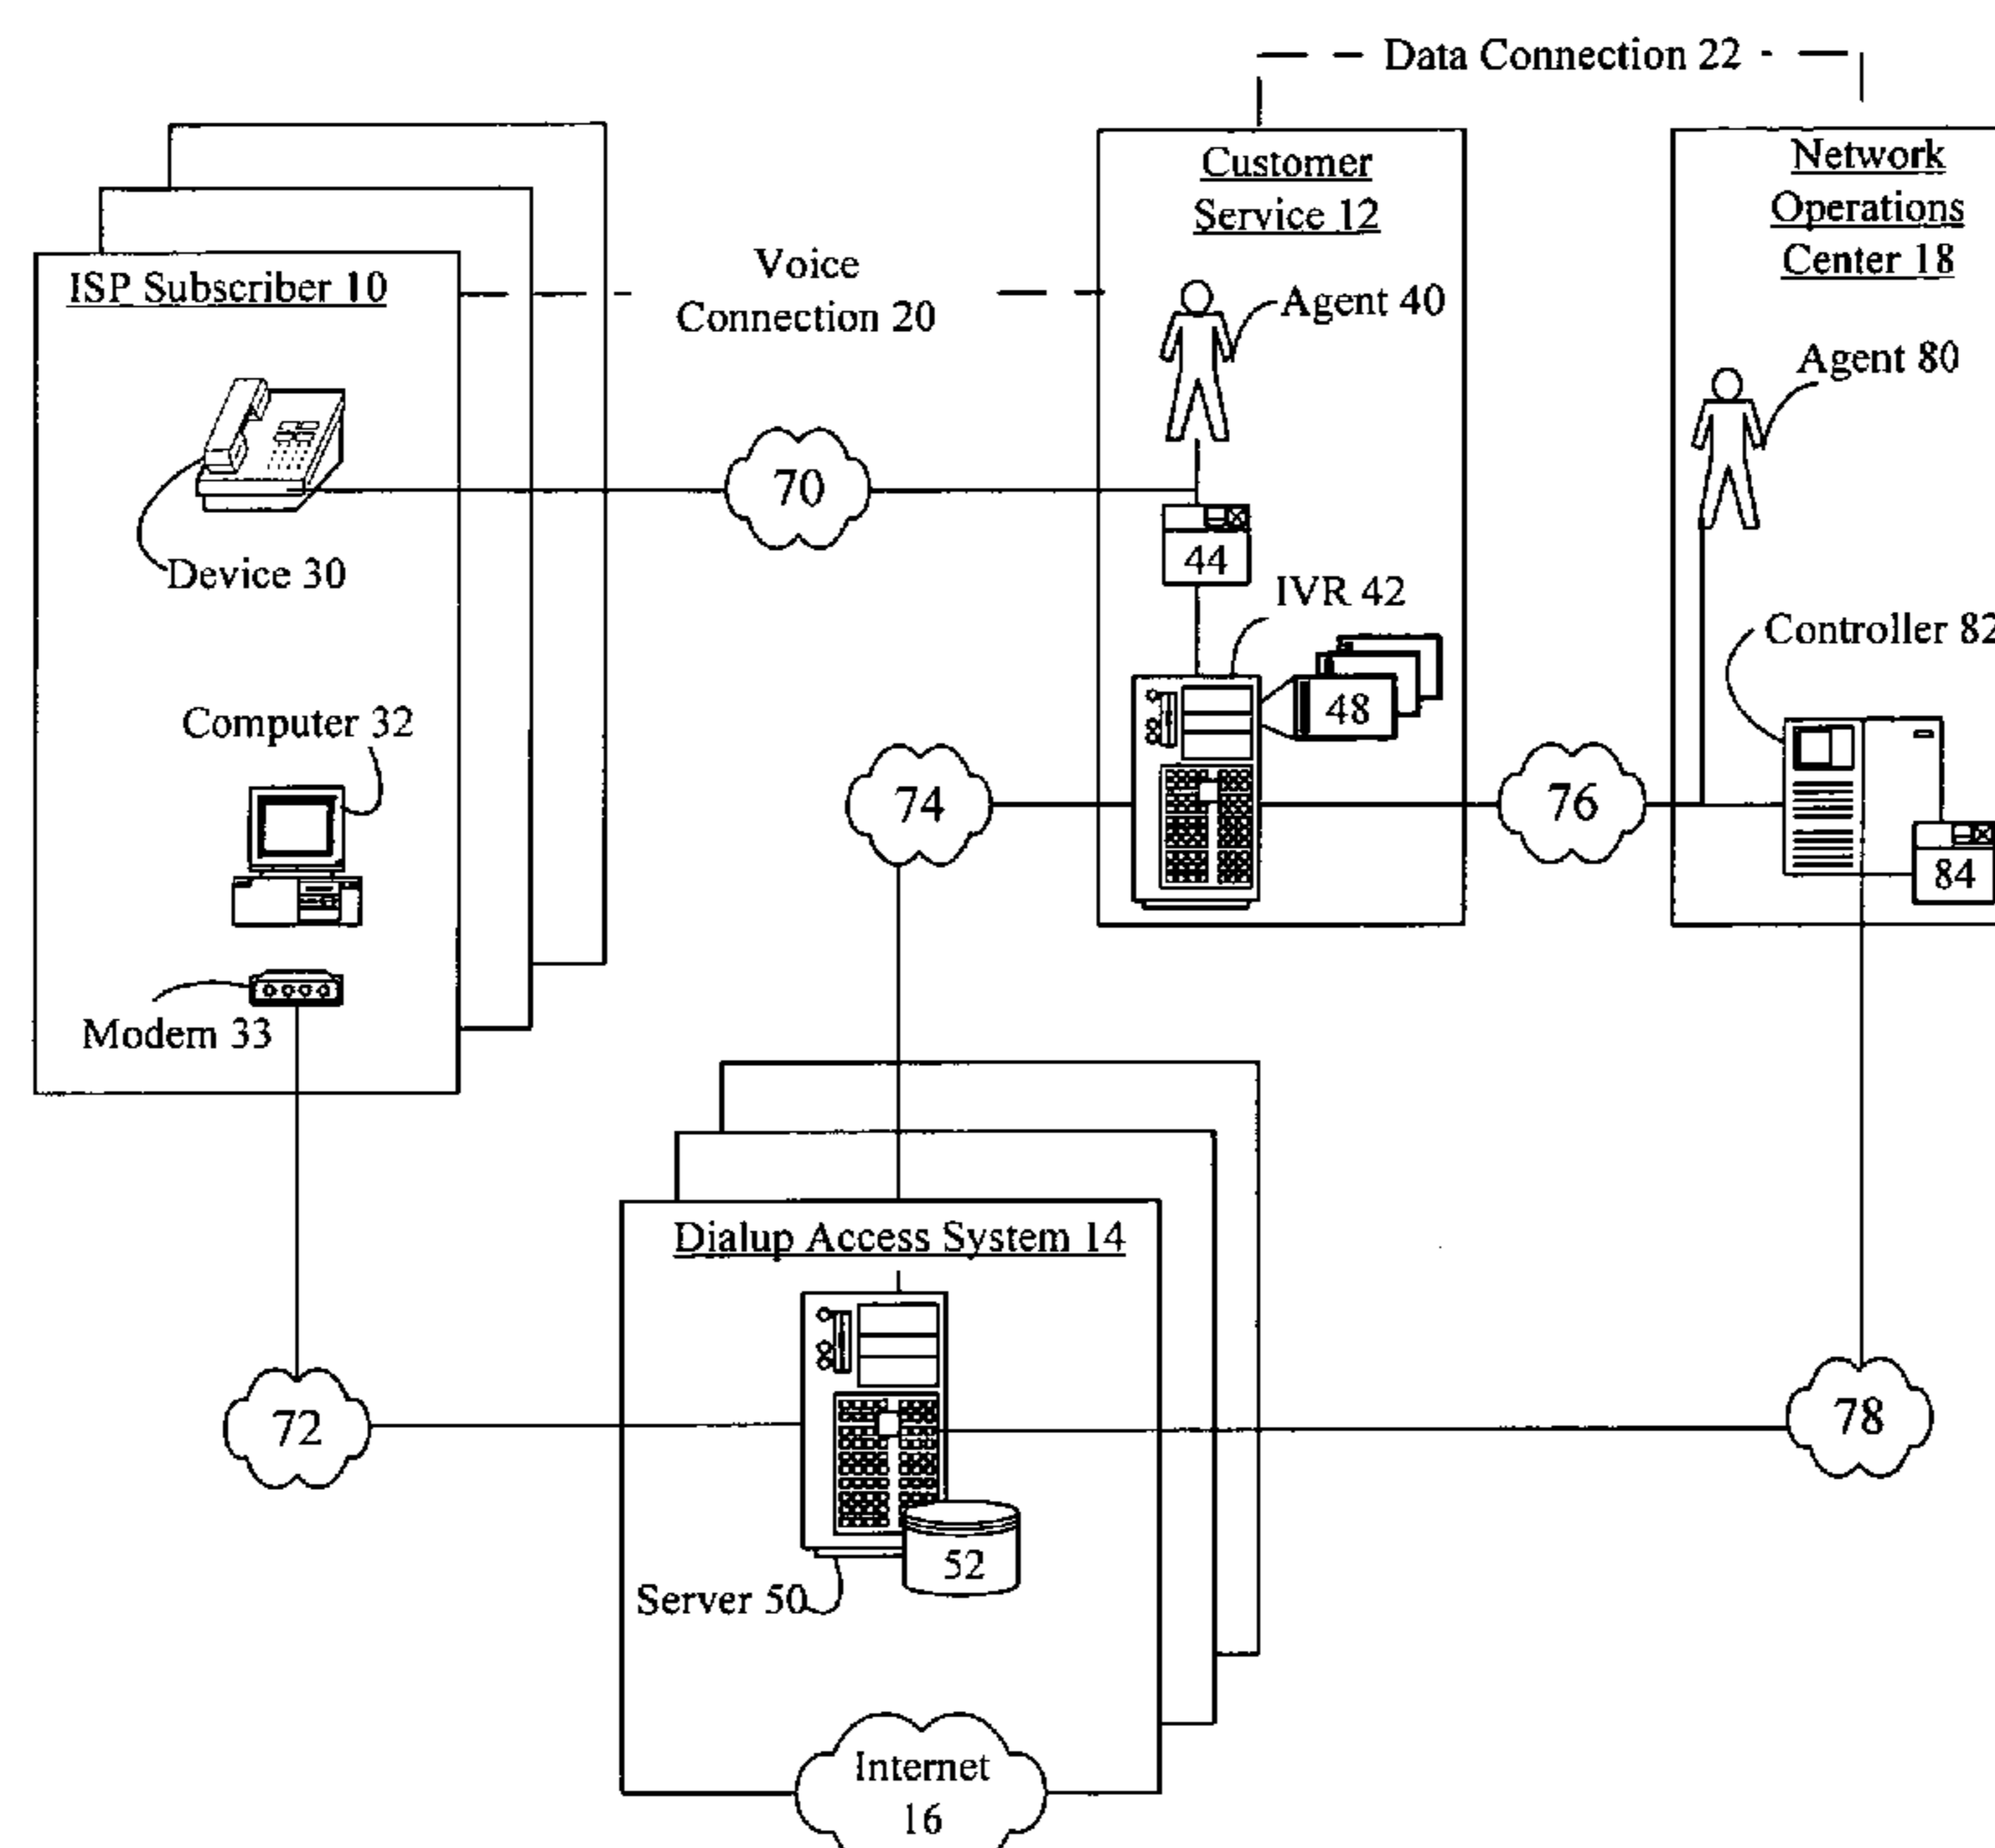 Data Connection 22
Customer
Service 12
Network
Operations
Center 18
ISP Subscriber 10
Voice
Connection 20
Agent 40
Agent 80
70
Device 30
44
IVR 42
48
Controller 82
Computer 32
74
76
84
Modem 33
Dialup Access System 14
72
78
52
Server 50
Internet
16